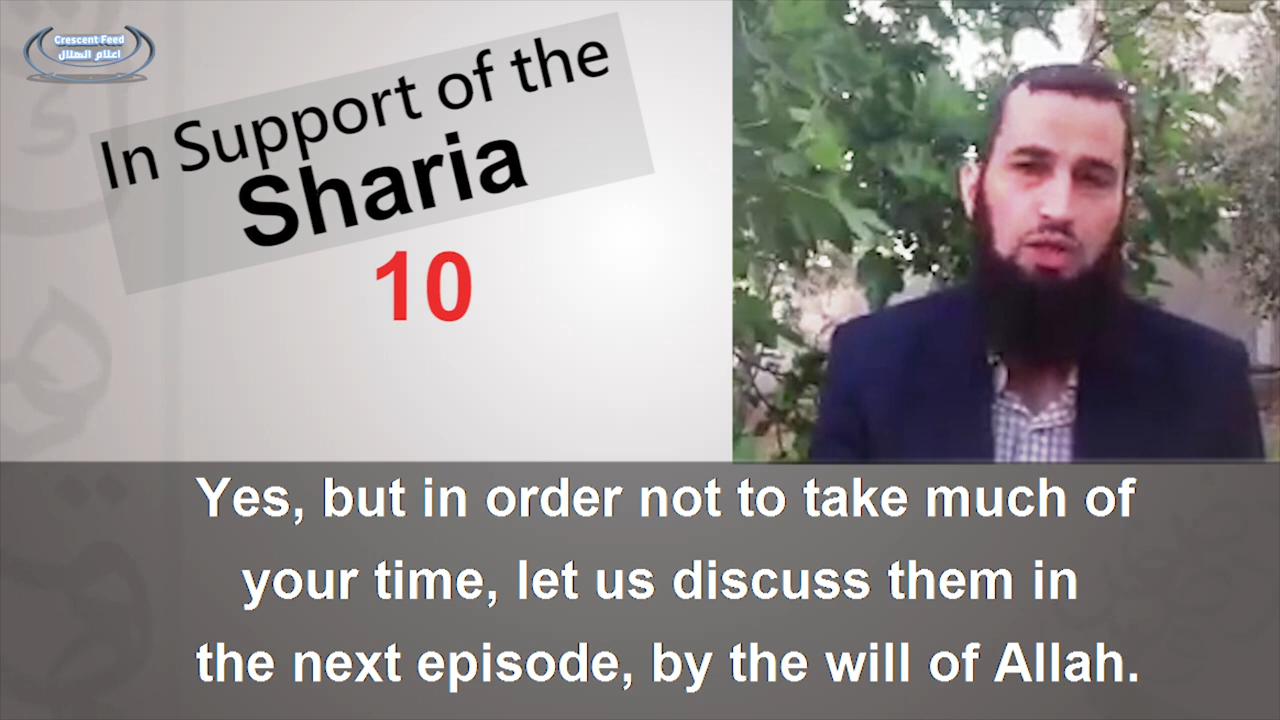 Crescent Feed
اعلام الهلال
In Support of the
Sharia
10
Yes, but in order not to take much of
your time, let us discuss them in
the next episode, by the will of Allah.